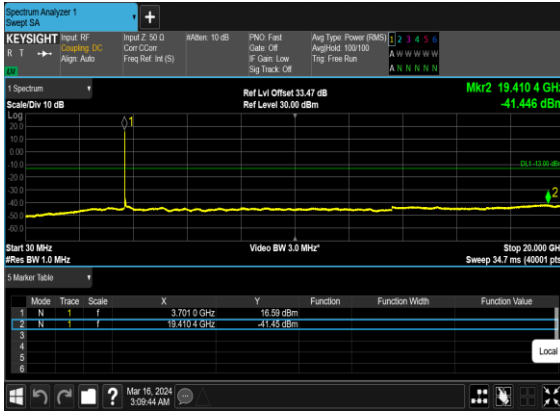 Spectrum Analyzer 1
Swept SA
+
KEYSIGHT Input: RF Input Z: 50 Ω #Atten: 10 dB PNO: Fast Avg Type: Power (RMS) 1 2 3 4 5 6
R T Coupling: DC Corr CCorr Gate: Off Avg|Hold: 100/100 A W W W W W
Align: Auto Freq Ref: Int (S) IF Gain: Low Trig: Free Run
Sig Track: Off A N N N N N
1 Spectrum
Scale/Div 10 dB
Ref Lvl Offset 33.47 dB
Ref Level 30.00 dBm
Mkr2 19.410 4 GHz
-41.446 dBm
Log
20.0
10.0
0.00
-10.0
-20.0
-30.0
-40.0
-50.0
-60.0
1
DL1 -13.00 dBm
2
Start 30 MHz Video BW 3.0 MHz* Stop 20.000 GH
#Res BW 1.0 MHz Sweep 34.7 ms (40001 pts
5 Marker Table
Mode Trace Scale X Y Function Function Width Function Value
1 N 1 f 3.701 0 GHz 16.59 dBm
2 N 1 f 19.410 4 GHz -41.45 dBm
3
4
5
6
Local
?
Mar 16, 2024
3:09:44 AM